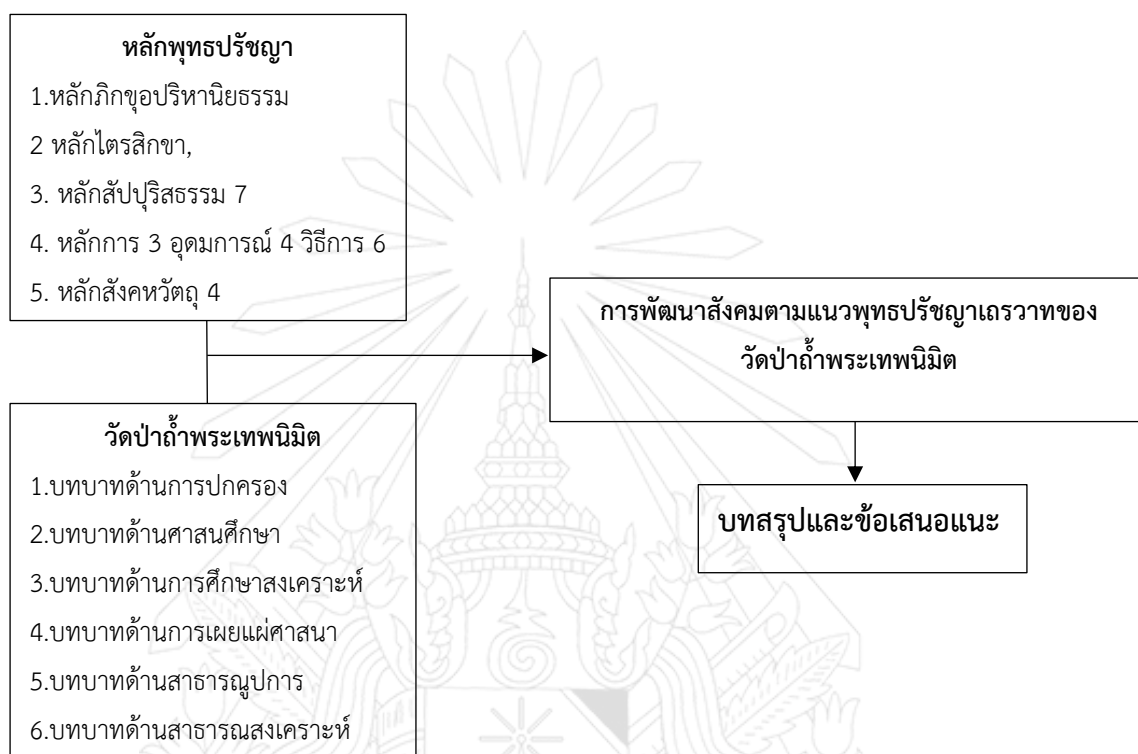 หลักพุทธปรัชญา
1.หลักภิกขุอปริหานิยธรรม
2 หลักไตรสิกขา,
3. หลักสัปปุริสธรรม 7
4. หลักการ 3 อุดมการณ์ 4 วิธีการ 6
5. หลักสังคหวัตถุ 4
วัดป่าถ้ำพระเทพนิมิต
1.บทบาทด้านการปกครอง
2.บทบาทด้านศาสนศึกษา
3.บทบาทด้านการศึกษาสงเคราะห์
4.บทบาทด้านการเผยแผ่ศาสนา
5.บทบาทด้านสาธารณูปการ
6.บทบาทด้านสาธารณสงเคราะห์
การพัฒนาสังคมตามแนวพุทธปรัชญาเถรวาทของ
วัดป่าถ้ำพระเทพนิมิต
บทสรุปและข้อเสนอแนะ